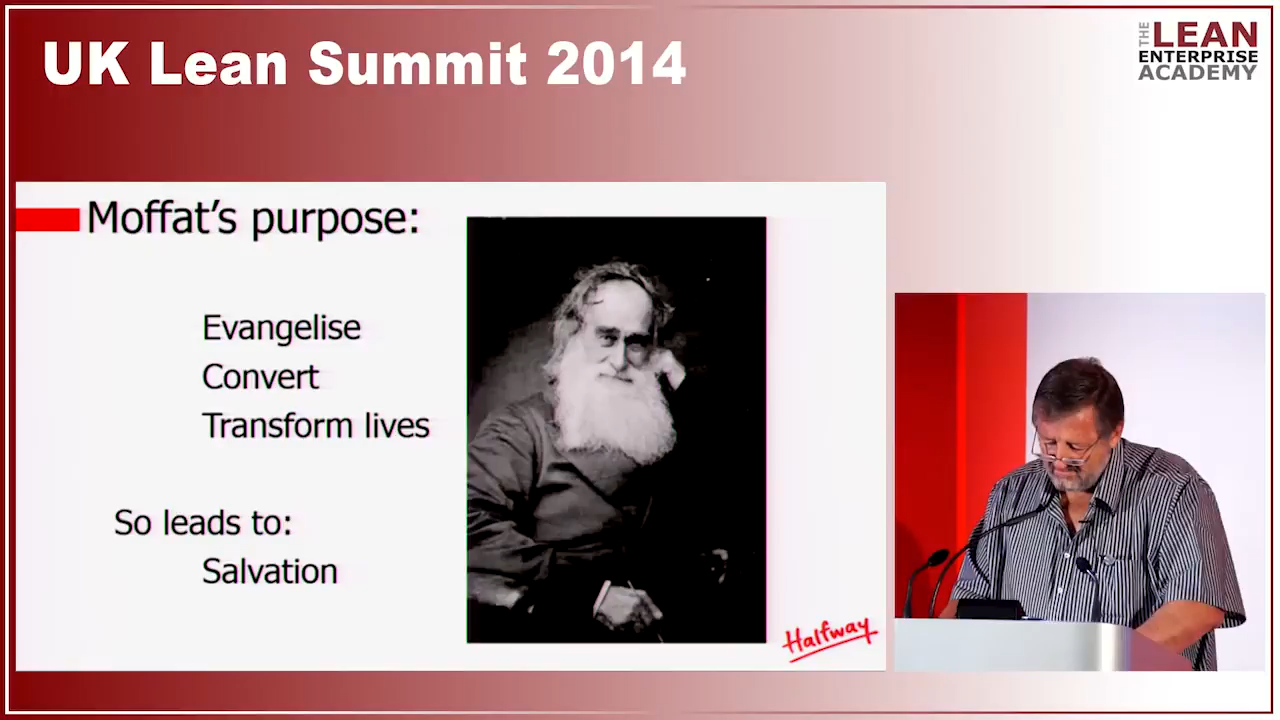 UK Lean Summit 2014
THE LEAN
ENTERPRISE
ACADEMY
Moffat's purpose:
Evangelise
Convert
Transform lives
So leads to:
Salvation
Halfway